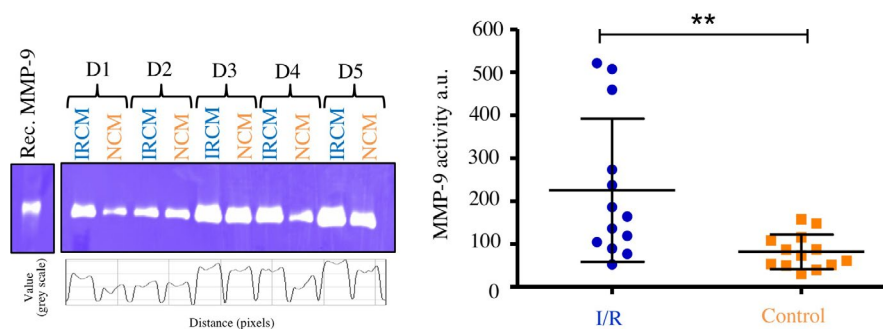 Rec. MMP-9
D1 D2 D3 D4 D5
IRCM NCM IRCM NCM IRCM NCM IRCM NCM IRCM NCM
Value
(grey scale)
Distance (pixels)
MMP-9 activity a.u.
600
500
400
300
200
100
0
**
I/R Control